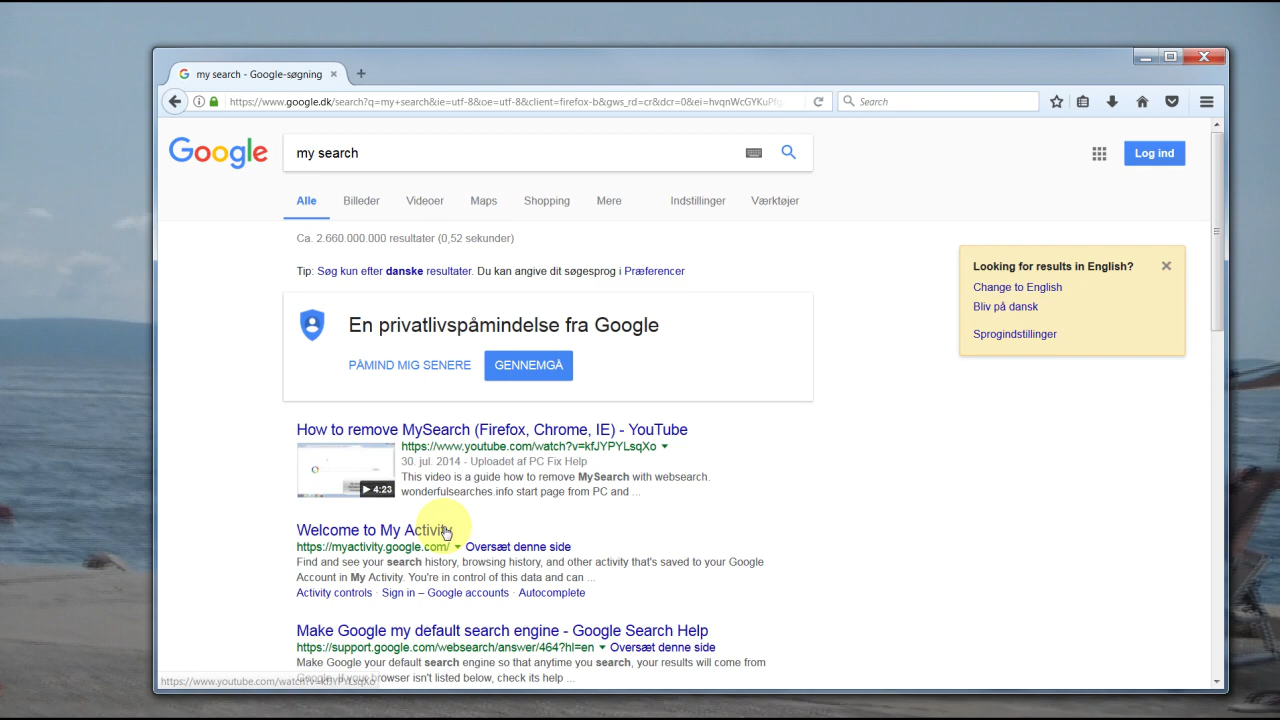 my search - Google-søgning
https://www.google.dk/search?q=my+search&ie=utf-8&oe=utf-8&client=firefox-b&gws_rd=cr&dcr=0&ei=hvqnWcGYKuPfg
Search
Google
my search
Log ind
Alle Billeder Videoer Maps Shopping Mere Indstillinger Værktøjer
Ca. 2.660.000.000 resultater (0,52 sekunder)
Tip: Søg kun efter danske resultater. Du kan angive dit søgesprog i Præferencer
Looking for results in English?
Change to English
Bliv på dansk
Sprogindstillinger
En privatlivspåmindelse fra Google
PÅMIND MIG SENERE GENNEMGÅ
How to remove MySearch (Firefox, Chrome, IE) - YouTube
https://www.youtube.com/watch?v=kfJYPYLsqXo
30. jul. 2014 - Uploadet af PC Fix Help
This video is a guide how to remove MySearch with websearch.
wonderfulsearches.info start page from PC and ...
4:23
Welcome to My Activity
https://myactivity.google.com/ Oversæt denne side
Find and see your search history, browsing history, and other activity that's saved to your Google
Account in My Activity. You're in control of this data and can ...
Activity controls · Sign in – Google accounts · Autocomplete
Make Google my default search engine - Google Search Help
https://support.google.com/websearch/answer/464?hl=en Oversæt denne side
Make Google your default search engine so that anytime you search, your results will come from
Google. If your browser isn't listed below, check its help ...
https://www.youtube.com/watch?v=kfJYPYLsqXo